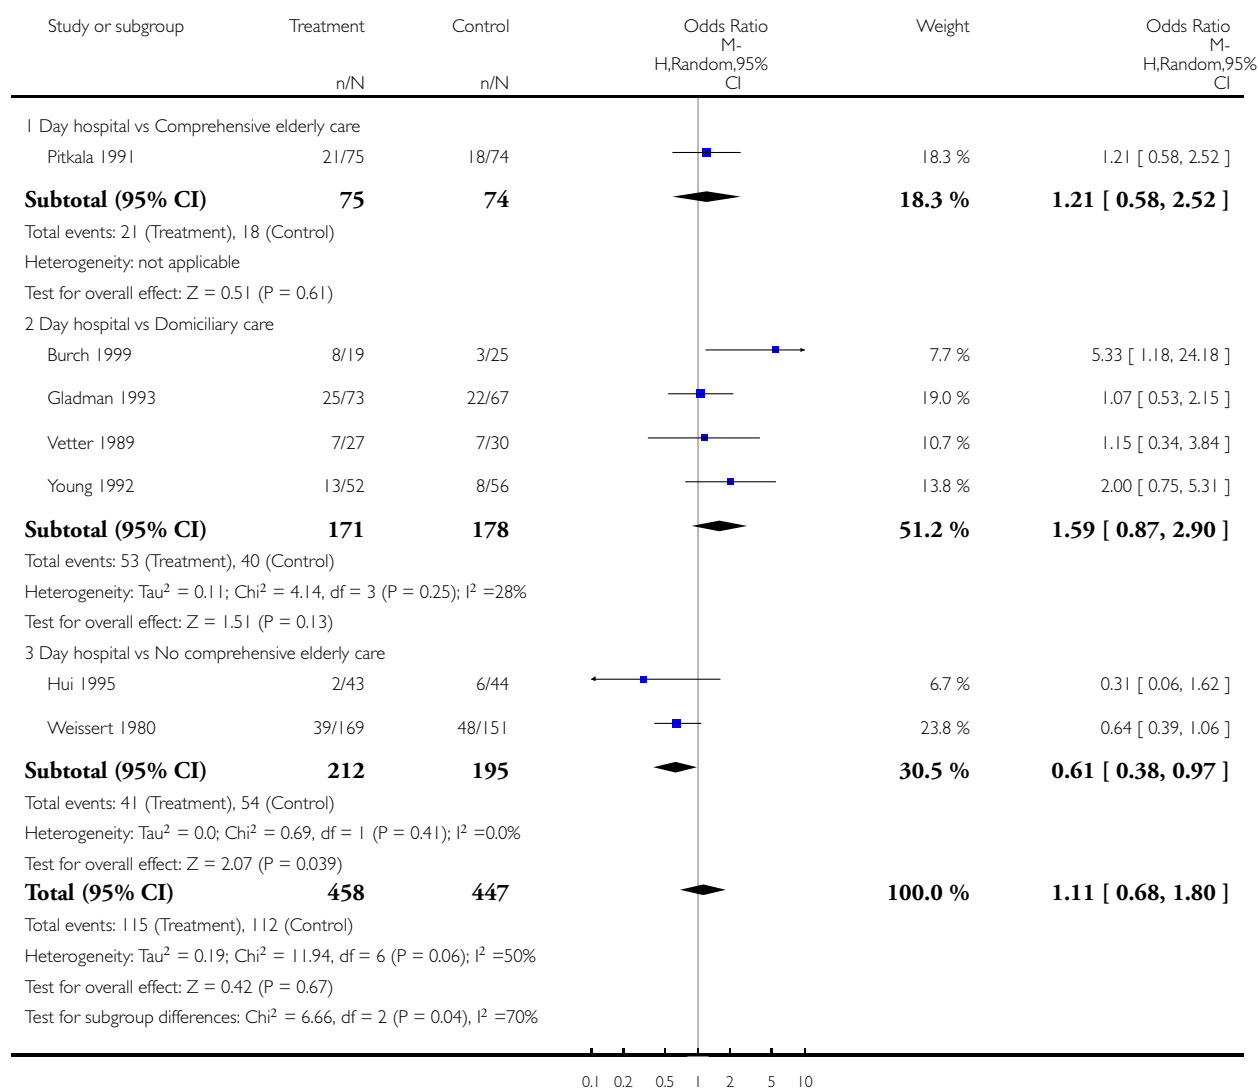 Study or subgroup Treatment Control Odds Ratio Weight Odds Ratio
M- M-
H,Random,95% H,Random,95%
n/N n/N CI CI
1 Day hospital vs Comprehensive elderly care
Pitkala 1991 21/75 18/74 18.3 % 1.21 [ 0.58, 2.52 ]
Subtotal (95% CI) 75 74 18.3 % 1.21 [ 0.58, 2.52 ]
Total events: 21 (Treatment), 18 (Control)
Heterogeneity: not applicable
Test for overall effect: Z = 0.51 (P = 0.61)
2 Day hospital vs Domiciliary care
Burch 1999 8/19 3/25 7.7 % 5.33 [ 1.18, 24.18 ]
Gladman 1993 25/73 22/67 19.0 % 1.07 [ 0.53, 2.15 ]
Vetter 1989 7/27 7/30 10.7 % 1.15 [ 0.34, 3.84 ]
Young 1992 13/52 8/56 13.8 % 2.00 [ 0.75, 5.31 ]
Subtotal (95% CI) 171 178 51.2 % 1.59 [ 0.87, 2.90 ]
Total events: 53 (Treatment), 40 (Control)
Heterogeneity: Tau² = 0.11; Chi² = 4.14, df = 3 (P = 0.25); I² =28%
Test for overall effect: Z = 1.51 (P = 0.13)
3 Day hospital vs No comprehensive elderly care
Hui 1995 2/43 6/44 6.7 % 0.31 [ 0.06, 1.62 ]
Weissert 1980 39/169 48/151 23.8 % 0.64 [ 0.39, 1.06 ]
Subtotal (95% CI) 212 195 30.5 % 0.61 [ 0.38, 0.97 ]
Total events: 41 (Treatment), 54 (Control)
Heterogeneity: Tau² = 0.0; Chi² = 0.69, df = 1 (P = 0.41); I² =0.0%
Test for overall effect: Z = 2.07 (P = 0.039)
Total (95% CI) 458 447 100.0 % 1.11 [ 0.68, 1.80 ]
Total events: 115 (Treatment), 112 (Control)
Heterogeneity: Tau² = 0.19; Chi² = 11.94, df = 6 (P = 0.06); I² =50%
Test for overall effect: Z = 0.42 (P = 0.67)
Test for subgroup differences: Chi² = 6.66, df = 2 (P = 0.04), I² =70%
0.1 0.2 0.5 1 2 5 10